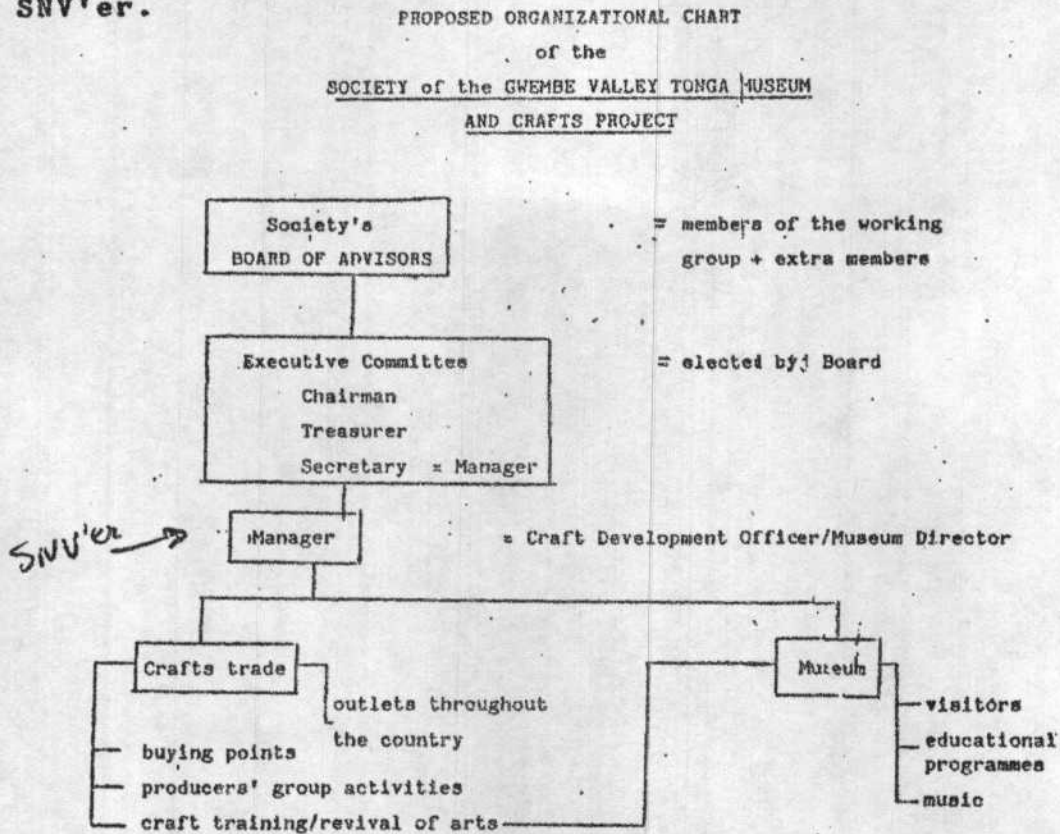 SNV'er.
PROPOSED ORGANIZATIONAL CHART
of the
SOCIETY of the GWEMBE VALLEY TONGA MUSEUM
AND CRAFTS PROJECT
Society's
BOARD OF ADVISORS
= members of the working
group + extra members
Executive Committee
Chairman
Treasurer
Secretary = Manager
= elected by Board
SNV'er
Manager
= Craft Development Officer/Museum Director
Crafts trade
Museum
outlets throughout
the country
buying points
producers' group activities
craft training/revival of arts
visitors
educational
programmes
music